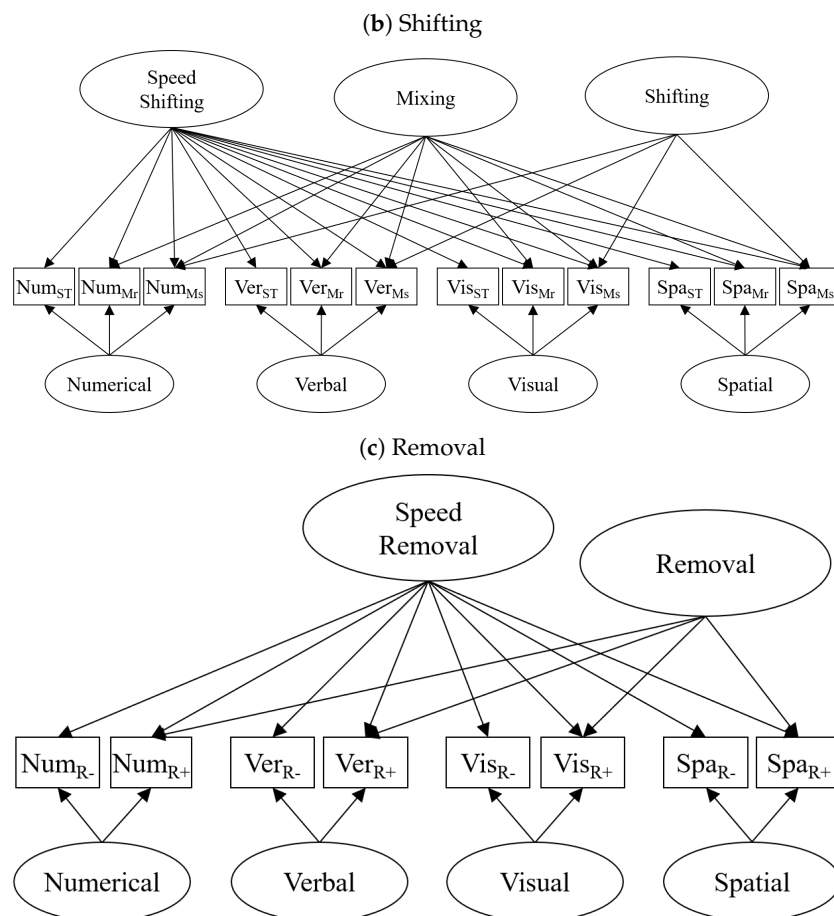 (b) Shifting
Speed
Shifting
Mixing
Shifting
NumST NumMr NumMs VerST VerMr VerMs VisST VisMr VisMs SpaST SpaMr SpaMs
Numerical Verbal Visual Spatial
(c) Removal
Speed
Removal
Removal
NumR- NumR+ VerR- VerR+ VisR- VisR+ SpaR- SpaR+
Numerical Verbal Visual Spatial